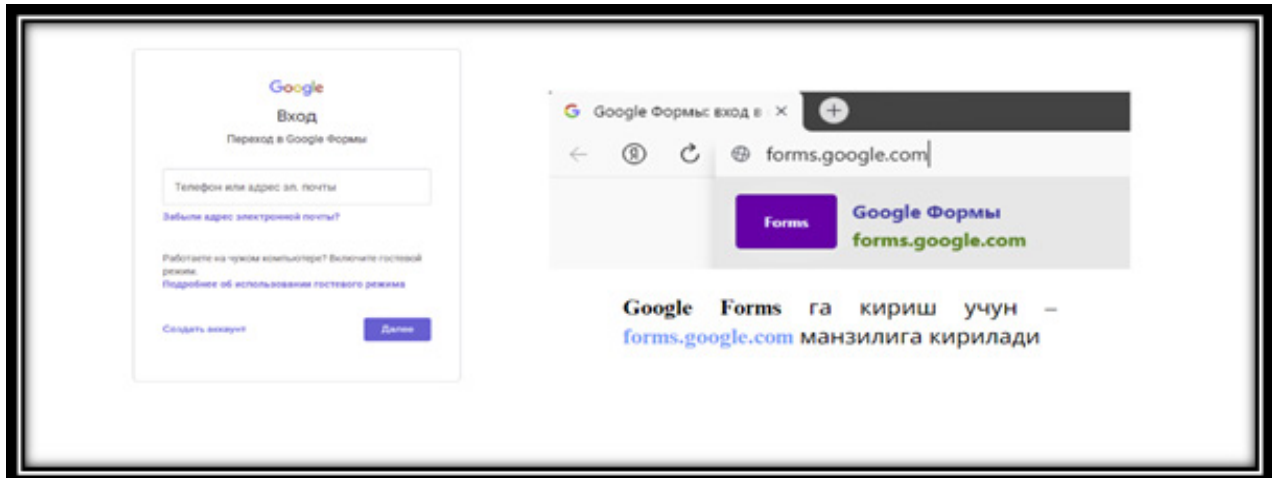 Google
Вход
Переход в Google Формы
Телефон или адрес эл. почты
Забыли адрес электронной почты?
Работаете на чужом компьютере? Включите гостевой
режим.
Подробнее об использовании гостевого режима
Создать аккаунт
Далее
Google Формы: вход в
forms.google.com
Forms
Google Формы
forms.google.com
Google Forms га кириш учун –
forms.google.com манзилига кирилади